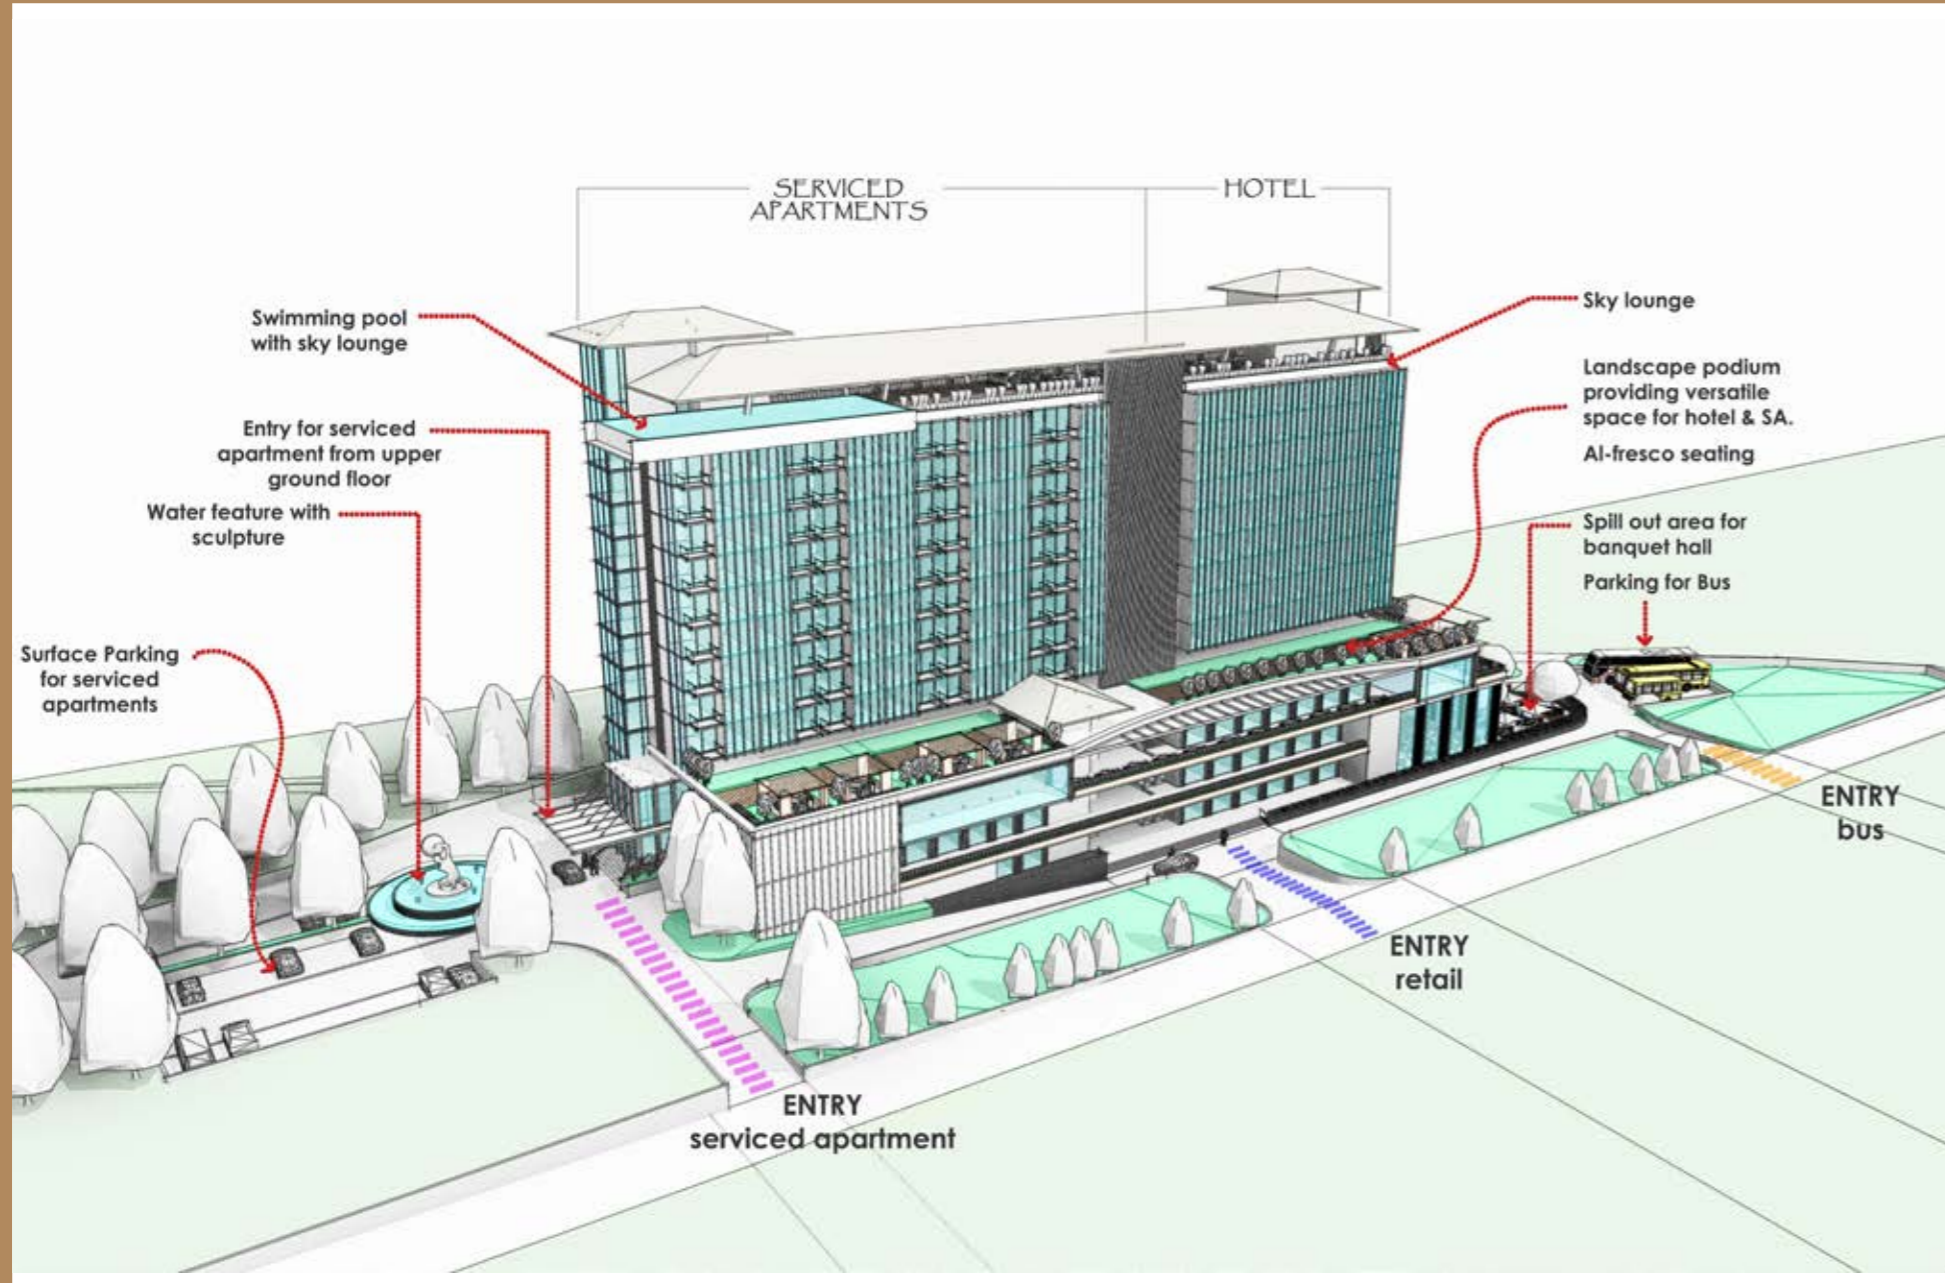 SERVICED
APARTMENTS
HOTEL
Swimming pool
with sky lounge
Entry for serviced
apartment from upper
ground floor
Water feature with
sculpture
Surface Parking
for serviced
apartments
Sky lounge
Landscape podium
providing versatile
space for hotel & SA.
Al-fresco seating
Spill out area for
banquet hall
Parking for Bus
ENTRY
bus
ENTRY
retail
ENTRY
serviced apartment